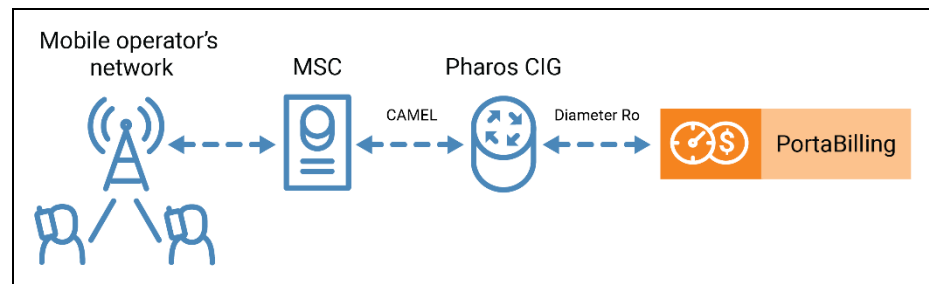 Mobile operator's
network
MSC
Pharos CIG
CAMEL
Diameter Ro
$
PortaBilling